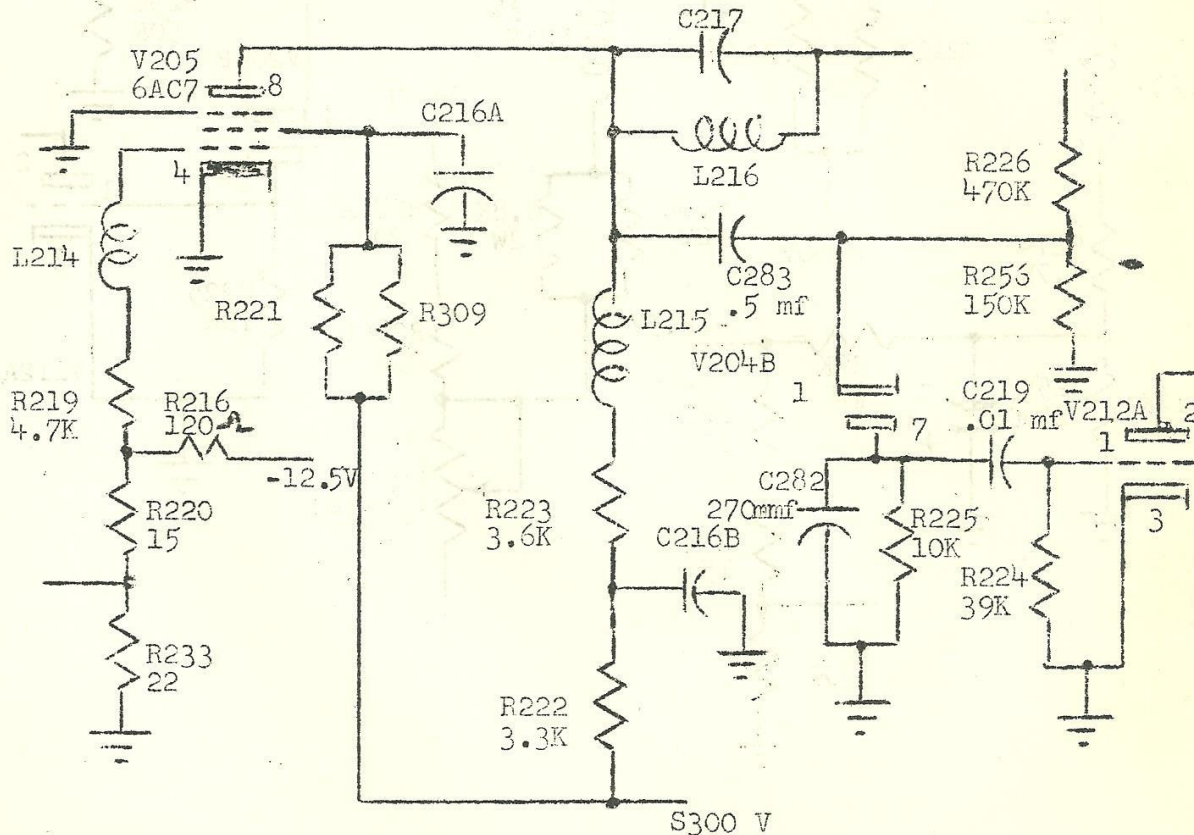 C217
V205
6AC7
8
C216A
4
L216
R226
470K
L214
C283
.5 mf
R256
150K
R221
R309
L215
V204B
1
7
C219
.01 mf
V212A
1
2
3
R219
4.7K
R216
120Ω
-12.5V
R220
15
C282
270mmf
R223
3.6K
C216B
R225
10K
R224
39K
R233
22
R222
3.3K
S300 V